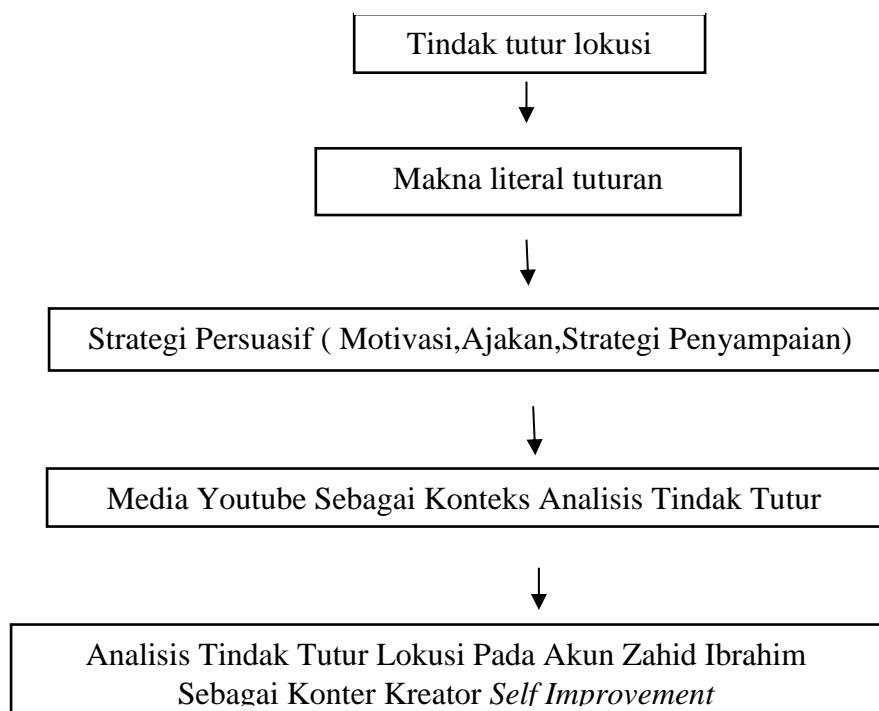 Tindak tutur lokusi
Makna literal tuturan
Strategi Persuasif ( Motivasi,Ajakan,Strategi Penyampaian)
Media Youtube Sebagai Konteks Analisis Tindak Tutur
Analisis Tindak Tutur Lokusi Pada Akun Zahid Ibrahim
Sebagai Konter Kreator Self Improvement